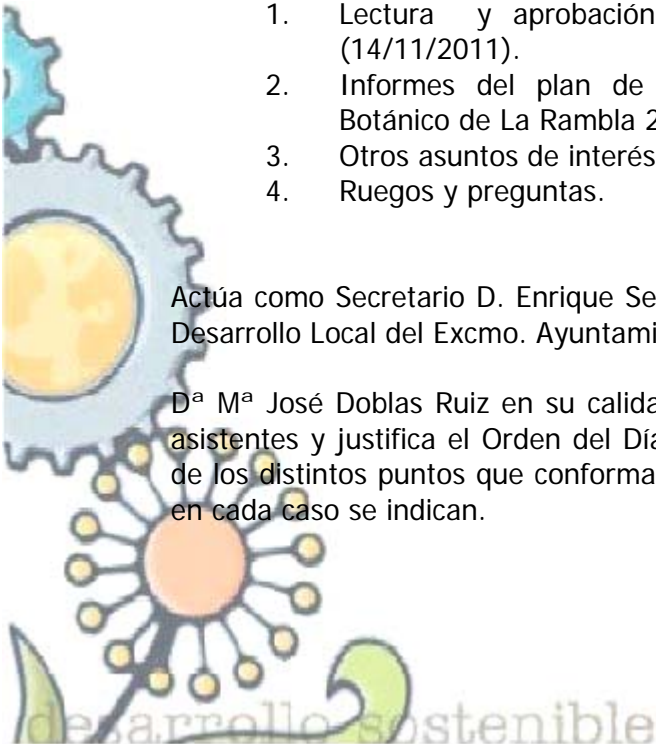 1. Lectura y aprobación
(14/11/2011).
2. Informes del plan de
Botánico de La Rambla 2
3. Otros asuntos de interés
4. Ruegos y preguntas.
Actúa como Secretario D. Enrique Se
Desarrollo Local del Excmo. Ayuntami
Dª Mª José Doblas Ruiz en su calida
asistentes y justifica el Orden del Día
de los distintos puntos que conforma
en cada caso se indican.
desarrollo sostenible